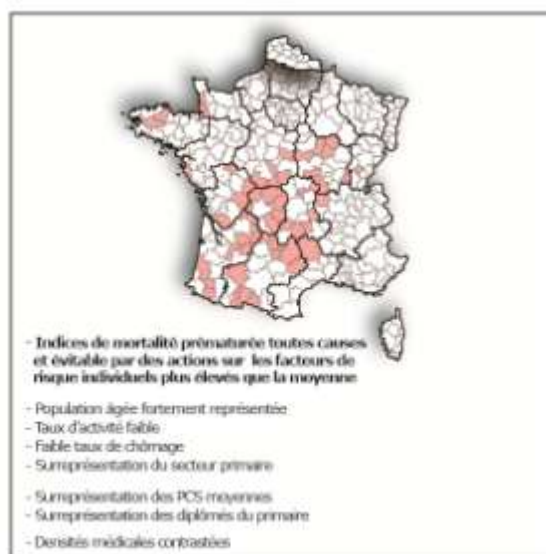 - Indices de mortalité prématurée toutes causes
et évitable par des actions sur les facteurs de
risque individuels plus élevés que la moyenne
- Population âgée fortement représentée
- Taux d'activité faible
- Faible taux de chômage
- Surreprésentation du secteur primaire
- Surreprésentation des PCS moyennes
- Surreprésentation des diplômés du primaire
- Densités médicales contrastées